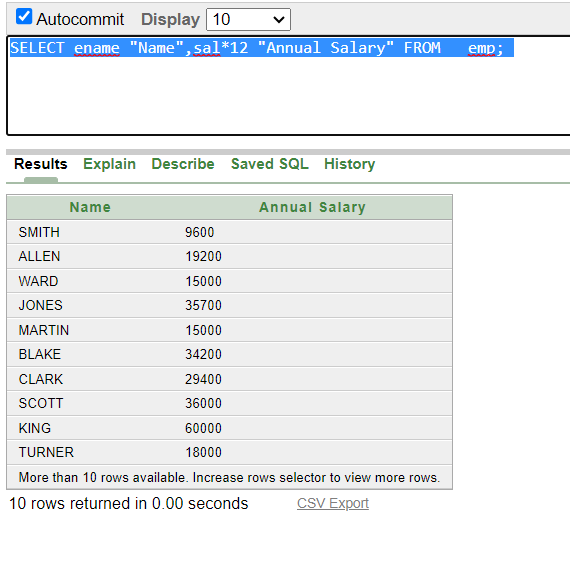 Autocommit Display 10
SELECT ename "Name",sal*12 "Annual Salary" FROM   emp;
Results Explain Describe Saved SQL History
Name Annual Salary
SMITH 9600
ALLEN 19200
WARD 15000
JONES 35700
MARTIN 15000
BLAKE 34200
CLARK 29400
SCOTT 36000
KING 60000
TURNER 18000
More than 10 rows available. Increase rows selector to view more rows.
10 rows returned in 0.00 seconds CSV Export